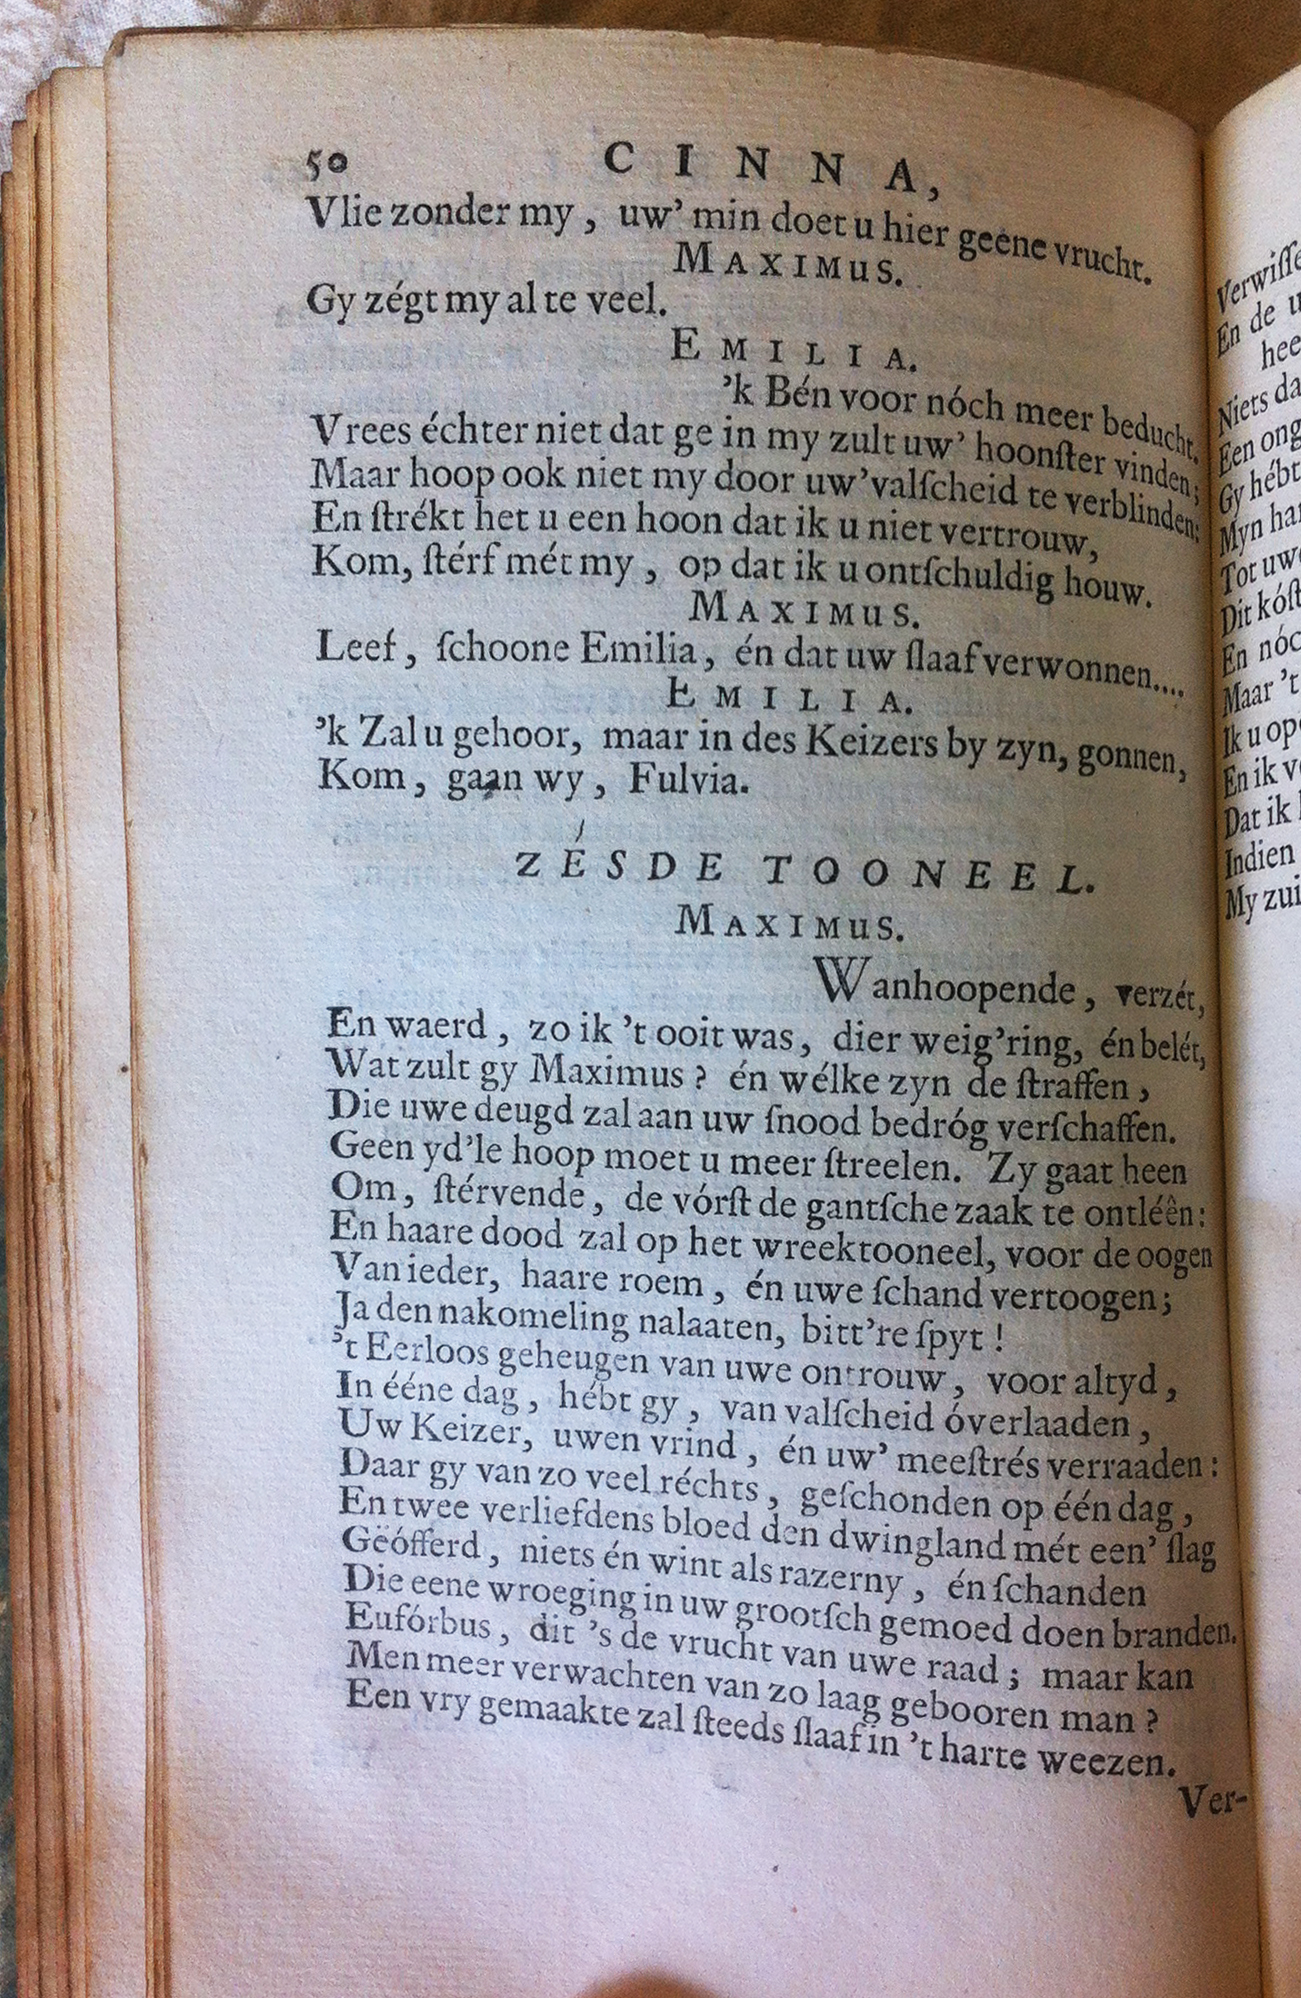 50 CINNA,
Vlie zonder my, uw' min doet u hier geene vrucht.
MAXIMUS.
Gy zégt my al te veel.
EMILIA.
'k Bén voor nóch meer beducht.
Vrees échter niet dat ge in my zult uw' hoonſter vinden;
Maar hoop ook niet my door uw' valſcheid te verblinden:
En ſtrékt het u een hoon dat ik u niet vertrouw,
Kom, ſtérf mét my, op dat ik u ontſchuldig houw.
MAXIMUS.
Leef, ſchoone Emilia, én dat uw ſlaaf verwonnen....
EMILIA.
'k Zal u gehoor, maar in des Keizers by zyn, gonnen,
Kom, gaan wy, Fulvia.
ZÉSDE TOONEEL.
MAXIMUS.
Wanhoopende, verzét,
En waerd, zo ik 't ooit was, dier weig'ring, én belét,
Wat zult gy Maximus? én wélke zyn de ſtraffen,
Die uwe deugd zal aan uw ſnood bedróg verſchaffen.
Geen yd'le hoop moet u meer ſtreelen. Zy gaat heen
Om, ſtérvende, de vórſt de gantſche zaak te ontléên:
En haare dood zal op het wreektooneel, voor de oogen
Van ieder, haare roem, én uwe ſchand vertoogen;
Ja den nakomeling nalaaten, bitt're ſpyt!
't Eerloos geheugen van uwe ontrouw, voor altyd,
In ééne dag, hébt gy, van valſcheid óverlaaden,
Uw Keizer, uwen vrind, én uw' meeſtrés verraaden:
Daar gy van zo veel réchts, geſchonden op één dag,
En twee verliefdens bloed den dwingland mét een' ſlag
Geöfferd, niets én wint als razerny, én ſchanden
Die eene wroeging in uw grootſch gemoed doen branden.
Eufórbus, dit 's de vrucht van uwe raad; maar kan
Men meer verwachten van zo laag gebooren man?
Een vry gemaakte zal ſteeds ſlaaf in 't harte weezen.
Ver-
En de
hee
Niets da
Een ong
Gy hébt
Myn har
Tot uwe
Dit kóſt
En nóc
Maar 't
Ik u op
En ik v
Dat ik
Indien
My zui